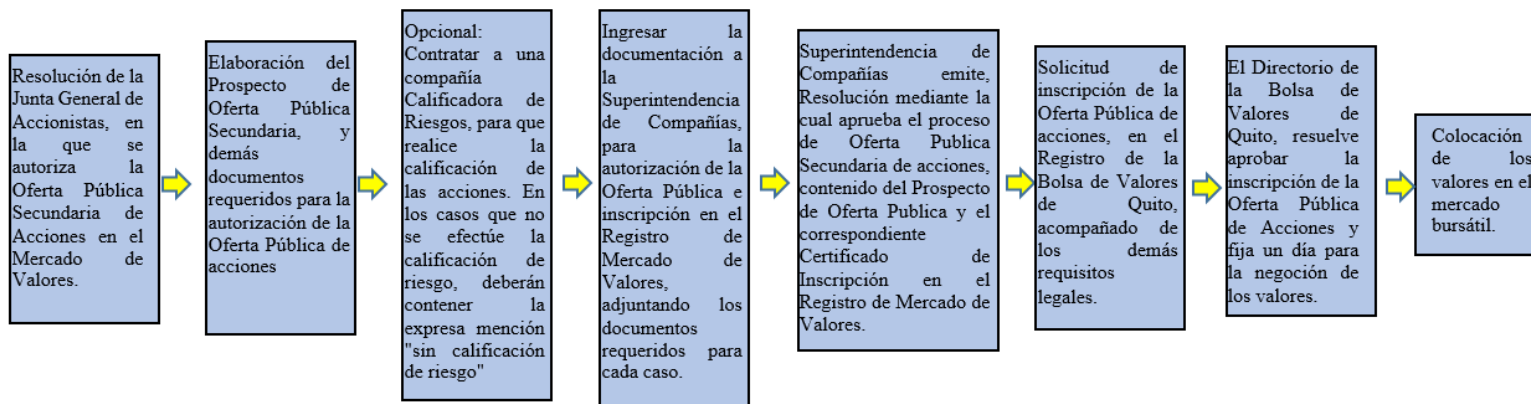 Resolución de la
Junta General de
Accionistas, en
la que se
autoriza la
Oferta Pública
Secundaria de
Acciones en el
Mercado de
Valores.
Elaboración del
Prospecto de
Oferta Pública
Secundaria, y
demás
documentos
requeridos para la
autorización de la
Oferta Pública de
acciones
Opcional:
Contratar a una
compañía
Calificadora de
Riesgos, para que
realice la
calificación de
las acciones. En
los casos que no
se efectúe la
calificación de
riesgo, deberán
contener la
expresa mención
"sin calificación
de riesgo"
Ingresar la
documentación a
la
Superintendencia
de Compañías,
para la
autorización de la
Oferta Pública e
inscripción en el
Registro de
Mercado de
Valores,
adjuntando los
documentos
requeridos para
cada caso.
Superintendencia de
Compañías emite,
Resolución mediante la
cual aprueba el proceso
de Oferta Publica
Secundaria de acciones,
contenido del Prospecto
de Oferta Publica y el
correspondiente
Certificado de
Inscripción en el
Registro de Mercado de
Valores.
Solicitud de
inscripción de la
Oferta Pública de
acciones, en el
Registro de la
Bolsa de Valores
de Quito,
acompañado de
los demás
requisitos
legales.
El Directorio de
la Bolsa de
Valores de
Quito, resuelve
aprobar la
inscripción de la
Oferta Pública
de Acciones y
fija un día para
la negoción de
los valores.
Colocación
de los
valores en el
mercado
bursátil.